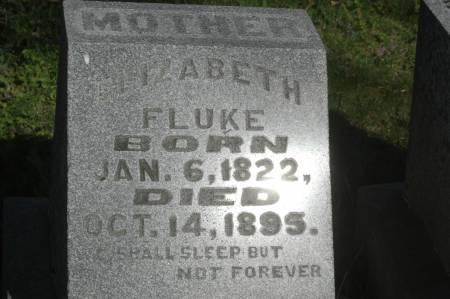 MOTHER
ELIZABETH
FLUKE
BORN
JAN. 6, 1822,
DIED
OCT. 14, 1895.
SHALL SLEEP BUT
NOT FOREVER